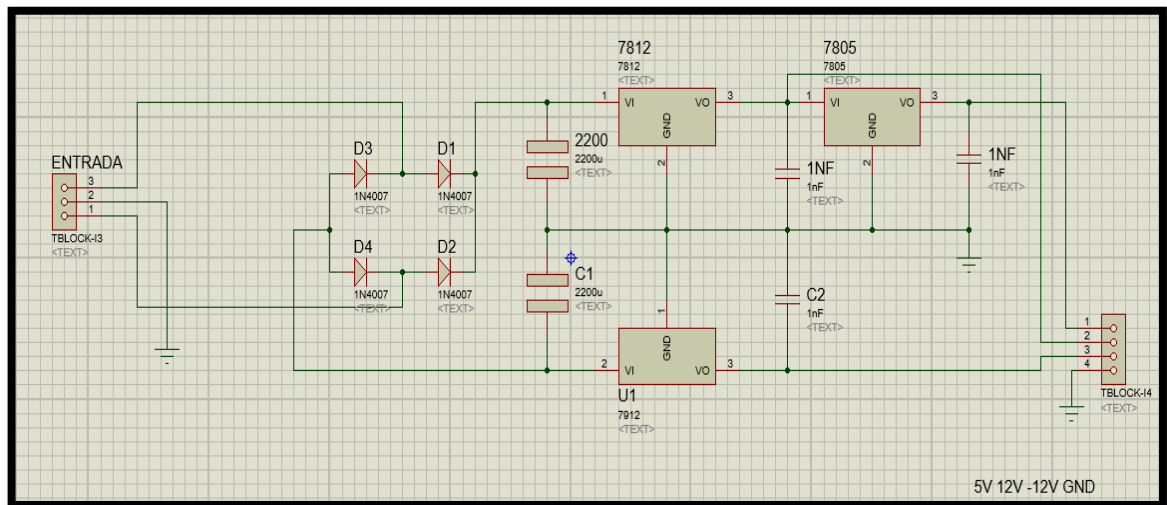 ENTRADA
3
2
1
TBLOCK-I3
<TEXT>
D3
1N4007
<TEXT>
D1
1N4007
<TEXT>
D4
1N4007
<TEXT>
D2
1N4007
<TEXT>
2200
2200u
<TEXT>
C1
2200u
<TEXT>
7812
7812
<TEXT>
1
VI
VO
3
GND
2
7805
7805
<TEXT>
1
VI
VO
3
GND
2
1NF
1nF
<TEXT>
1NF
1nF
<TEXT>
C2
1nF
<TEXT>
1
GND
2
VI
VO
3
U1
7912
<TEXT>
1
2
3
4
TBLOCK-I4
<TEXT>
5V 12V -12V GND